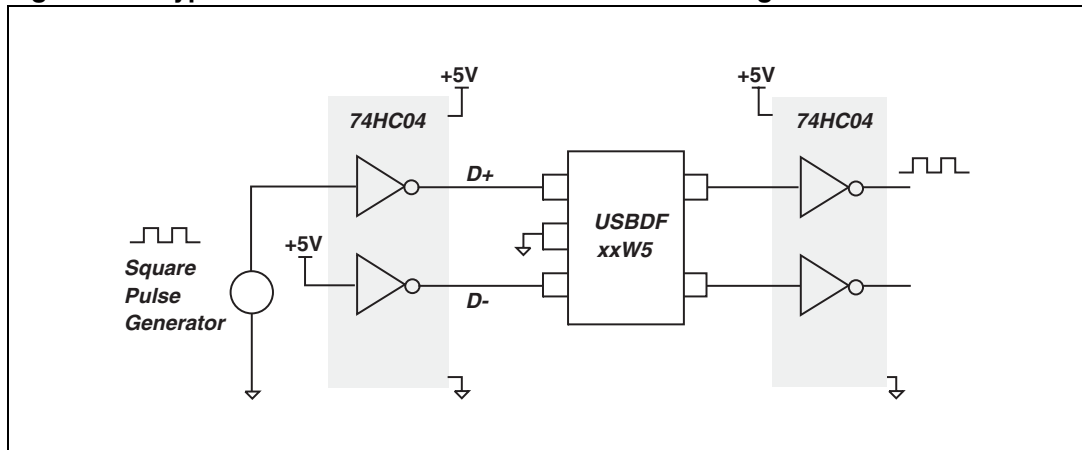 +5V
+5V
74HC04
74HC04
D+
USBDF
xxW5
+5V
Square
Pulse
Generator
D-